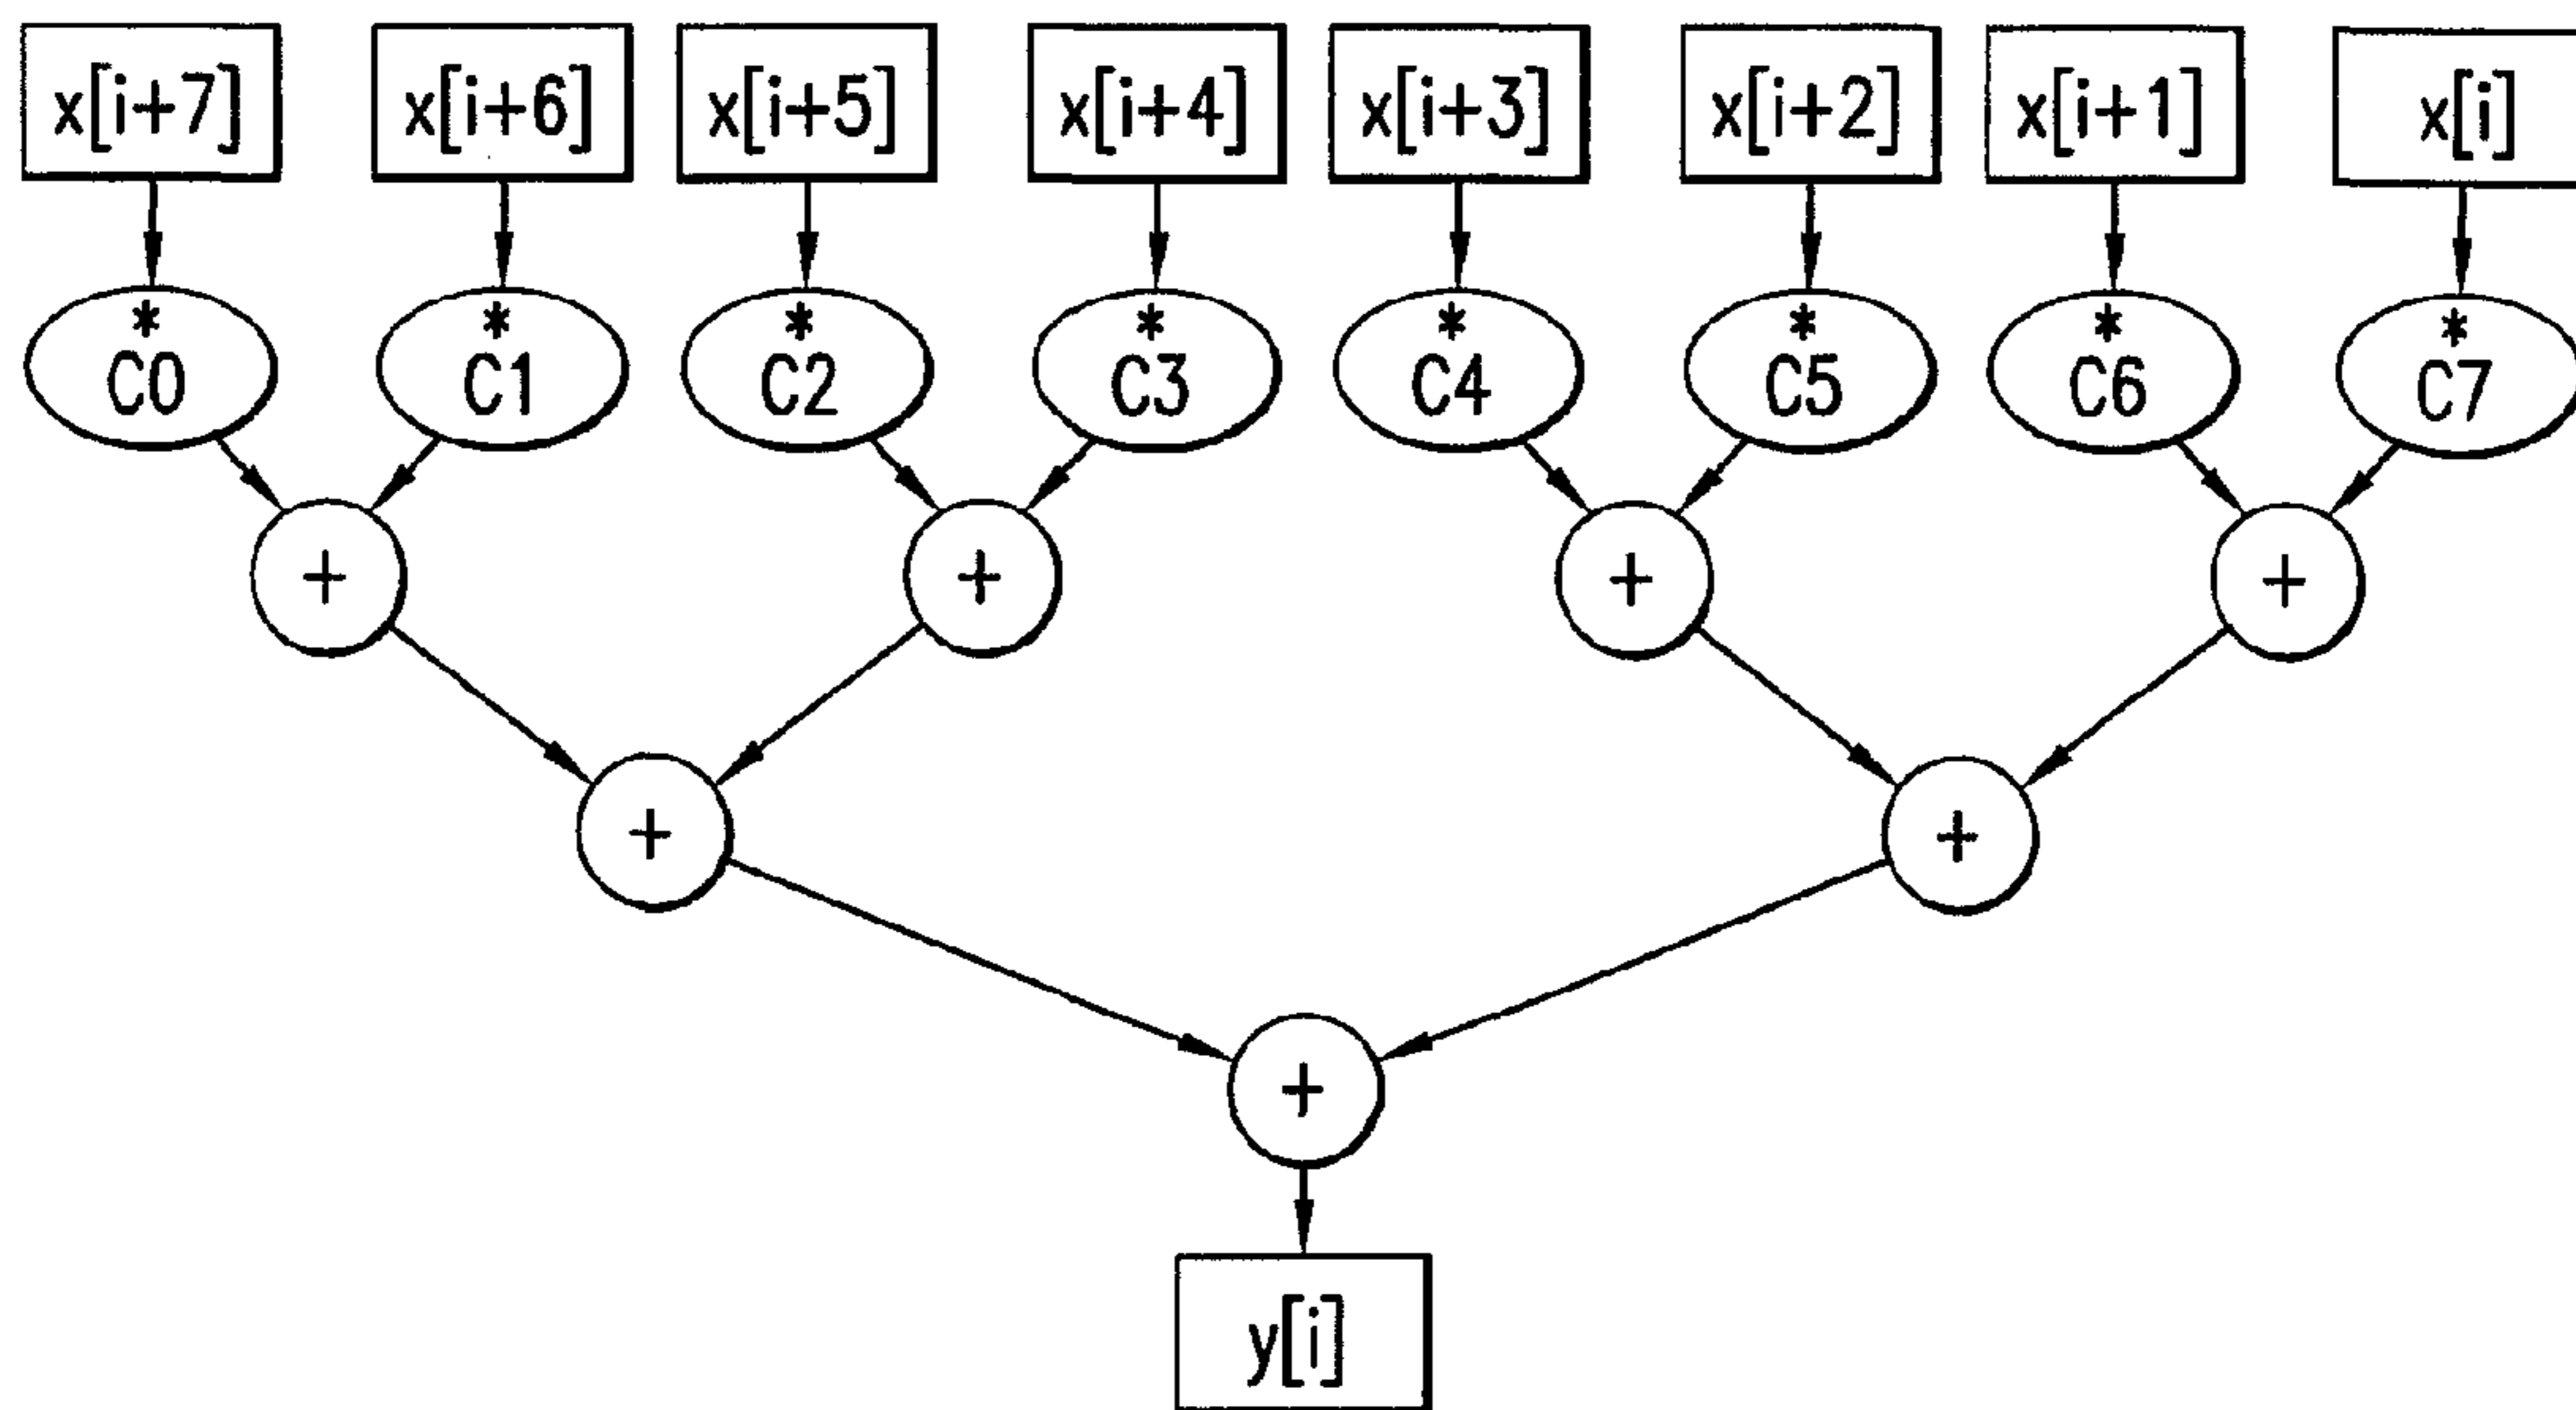 x[i+7] x[i+6] x[i+5] x[i+4] x[i+3] x[i+2] x[i+1] x[i]
* * * * * * * *
C0 C1 C2 C3 C4 C5 C6 C7
+ + + +
+ +
+
y[i]